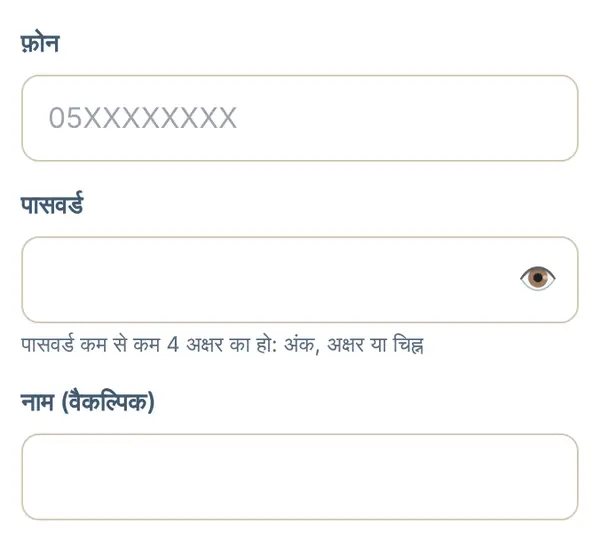 फ़ोन
05XXXXXXXX
पासवर्ड
पासवर्ड कम से कम 4 अक्षर का हो: अंक, अक्षर या चिह्न
नाम (वैकल्पिक)